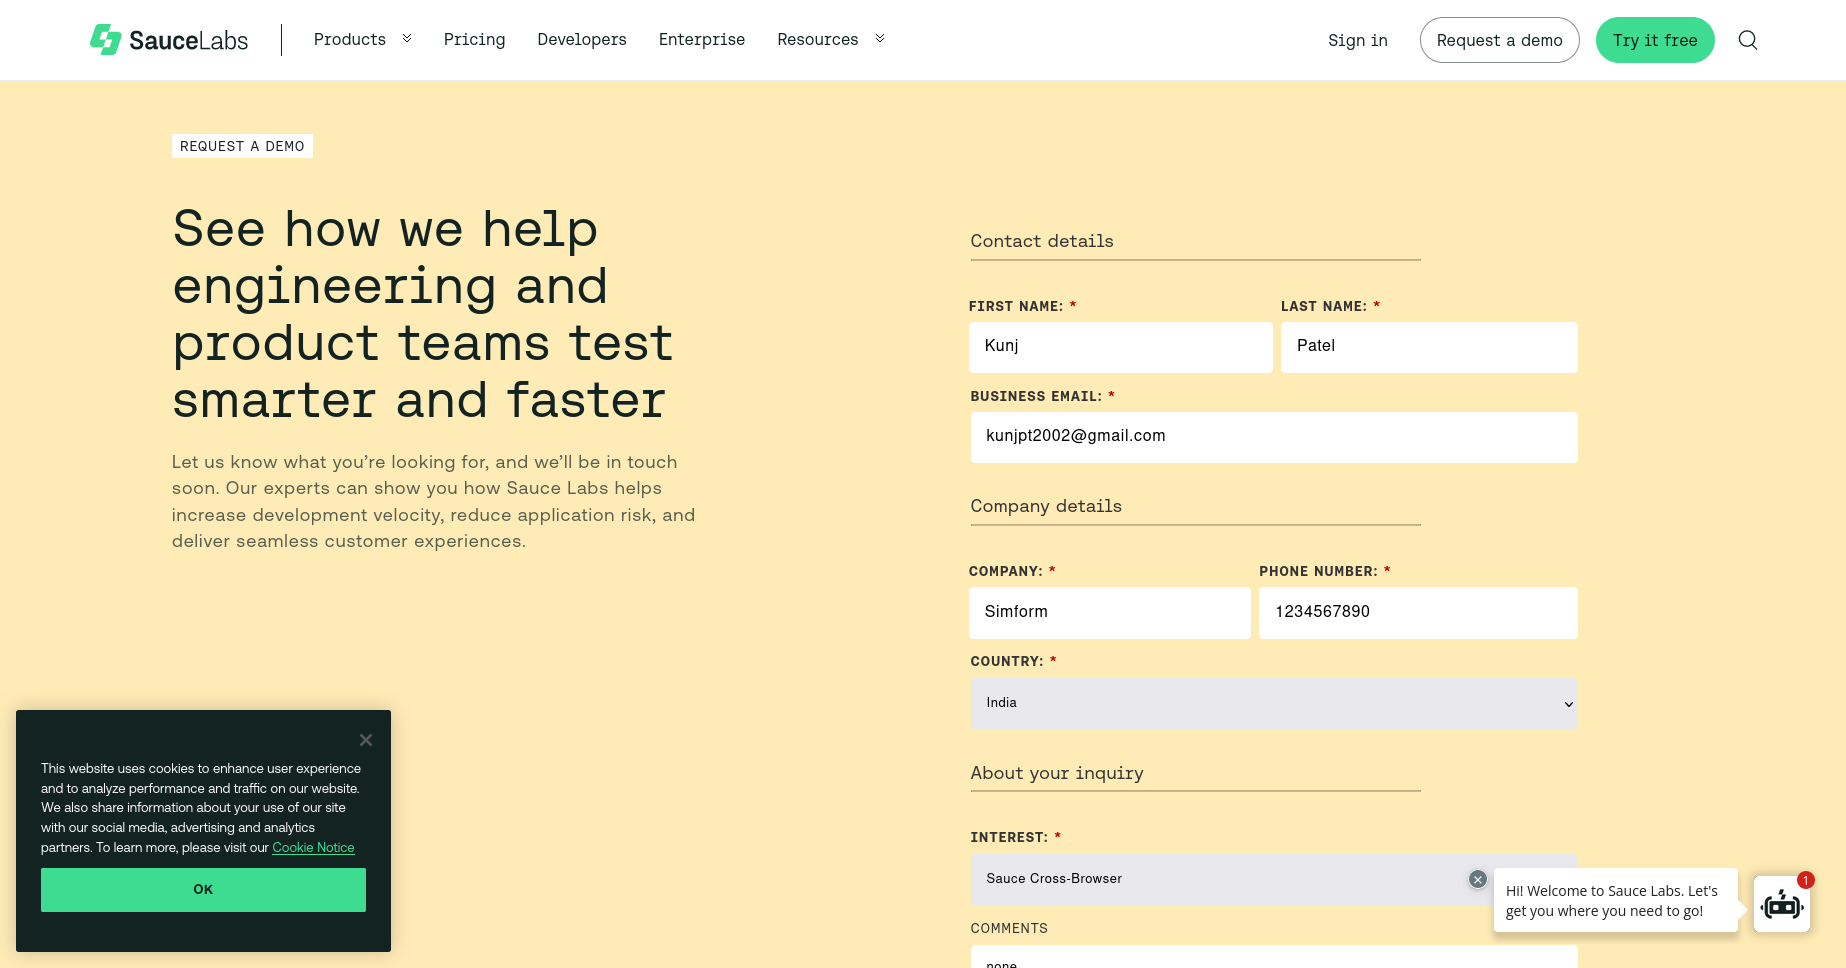 SauceLabs
Products
Pricing
Developers
Enterprise
Resources
Sign in
Request a demo
Try it free
REQUEST A DEMO
See how we help
engineering and
product teams test
smarter and faster
Let us know what you’re looking for, and we’ll be in touch
soon. Our experts can show you how Sauce Labs helps
increase development velocity, reduce application risk, and
deliver seamless customer experiences.
Contact details
FIRST NAME: *
LAST NAME: *
Kunj
Patel
BUSINESS EMAIL: *
kunjpt2002@gmail.com
Company details
COMPANY: *
PHONE NUMBER: *
Simform
1234567890
COUNTRY: *
India
About your inquiry
INTEREST: *
Sauce Cross-Browser
COMMENTS
none
This website uses cookies to enhance user experience
and to analyze performance and traffic on our website.
We also share information about your use of our site
with our social media, advertising and analytics
partners. To learn more, please visit our Cookie Notice
OK
Hi! Welcome to Sauce Labs. Let's
get you where you need to go!
1